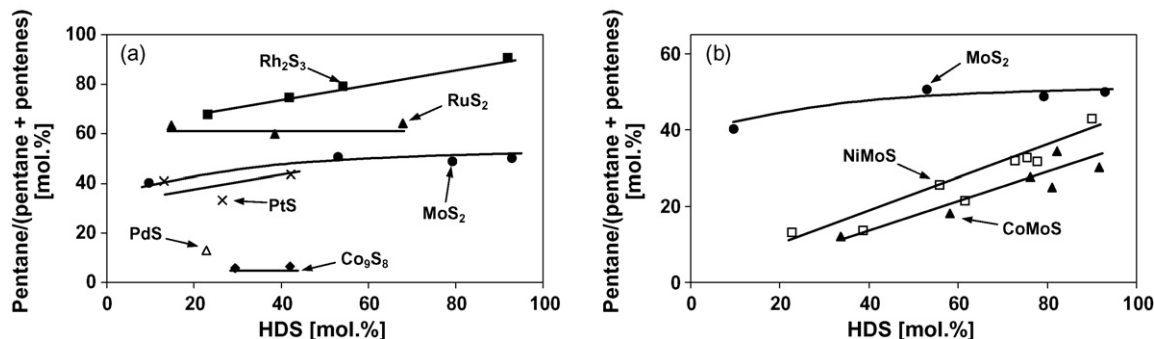 Pentane/(pentane + pentenes)
[mol.%]
100
80
60
40
20
0
(a)
Rh₂S₃
RuS₂
PtS
MoS₂
PdS
Co₉S₈
0 20 40 60 80 100
HDS [mol.%]
Pentane/(pentane + pentenes)
[mol.%]
60
40
20
0
(b)
MoS₂
NiMoS
CoMoS
0 20 40 60 80 100
HDS [mol.%]